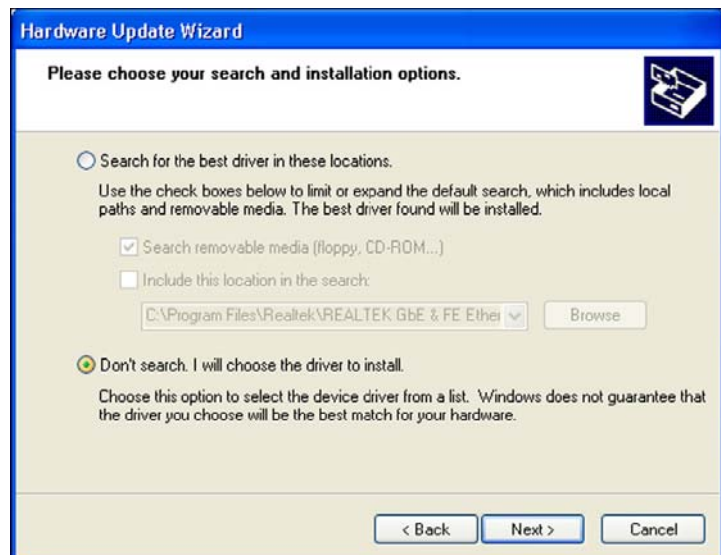 Hardware Update Wizard
Please choose your search and installation options.
Search for the best driver in these locations.
Use the check boxes below to limit or expand the default search, which includes local
paths and removable media. The best driver found will be installed.
Search removable media (floppy, CD-ROM...)
Include this location in the search:
C:\Program Files\Realtek\REALTEK GbE & FE Ether
Browse
Don't search. I will choose the driver to install.
Choose this option to select the device driver from a list. Windows does not guarantee that
the driver you choose will be the best match for your hardware.
< Back Next > Cancel